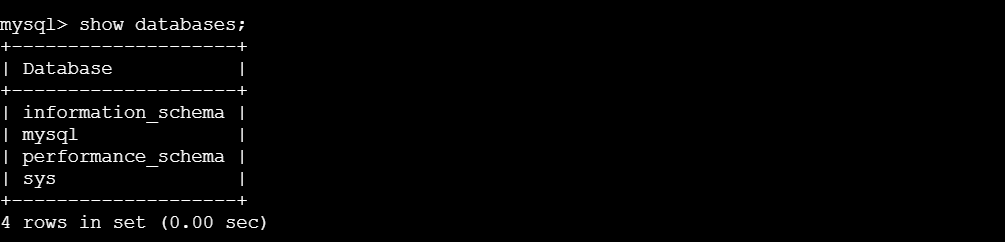 mysql> show databases;
+--------------------+
| Database           |
+--------------------+
| information_schema |
| mysql              |
| performance_schema |
| sys                |
+--------------------+
4 rows in set (0.00 sec)